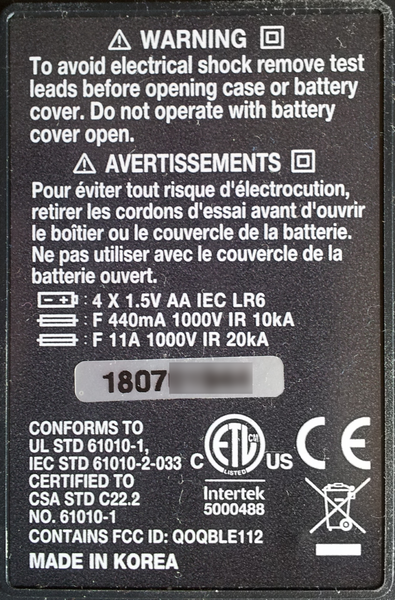 WARNING
To avoid electrical shock remove test
leads before opening case or battery
cover. Do not operate with battery
cover open.
AVERTISSEMENTS
Pour éviter tout risque d'électrocution,
retirer les cordons d'essai avant d'ouvrir
le boîtier ou le couvercle de la batterie.
Ne pas utiliser avec le couvercle de la
batterie ouvert.
: 4 X 1.5V AA IEC LR6
: F 440mA 1000V IR 10kA
: F 11A 1000V IR 20kA
1807
CONFORMS TO
UL STD 61010-1,
IEC STD 61010-2-033
CERTIFIED TO
CSA STD C22.2
NO. 61010-1
CONTAINS FCC ID: QOQBLE112
MADE IN KOREA
C ETL CM US
LISTED
Intertek
5000488
CE